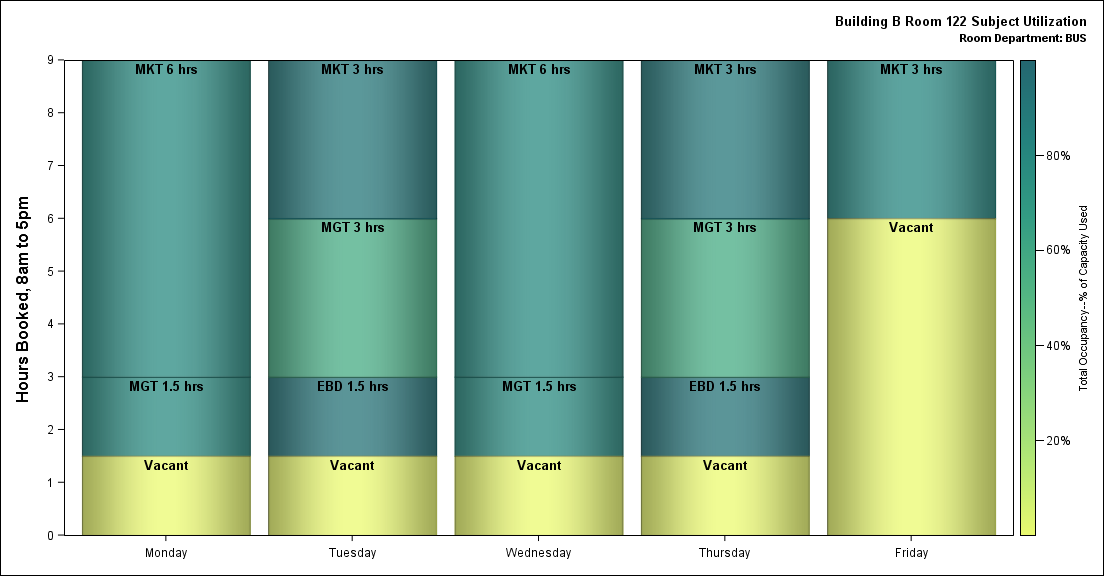 Building B Room 122 Subject Utilization
Room Department: BUS
Hours Booked, 8am to 5pm
9
8
7
6
5
4
3
2
1
0
MKT 6 hrs
MGT 1.5 hrs
Vacant
MKT 3 hrs
MGT 3 hrs
EBD 1.5 hrs
Vacant
MKT 6 hrs
MGT 1.5 hrs
Vacant
MKT 3 hrs
MGT 3 hrs
EBD 1.5 hrs
Vacant
MKT 3 hrs
Vacant
Monday
Tuesday
Wednesday
Thursday
Friday
80%
60%
40%
20%
Total Occupancy--% of Capacity Used